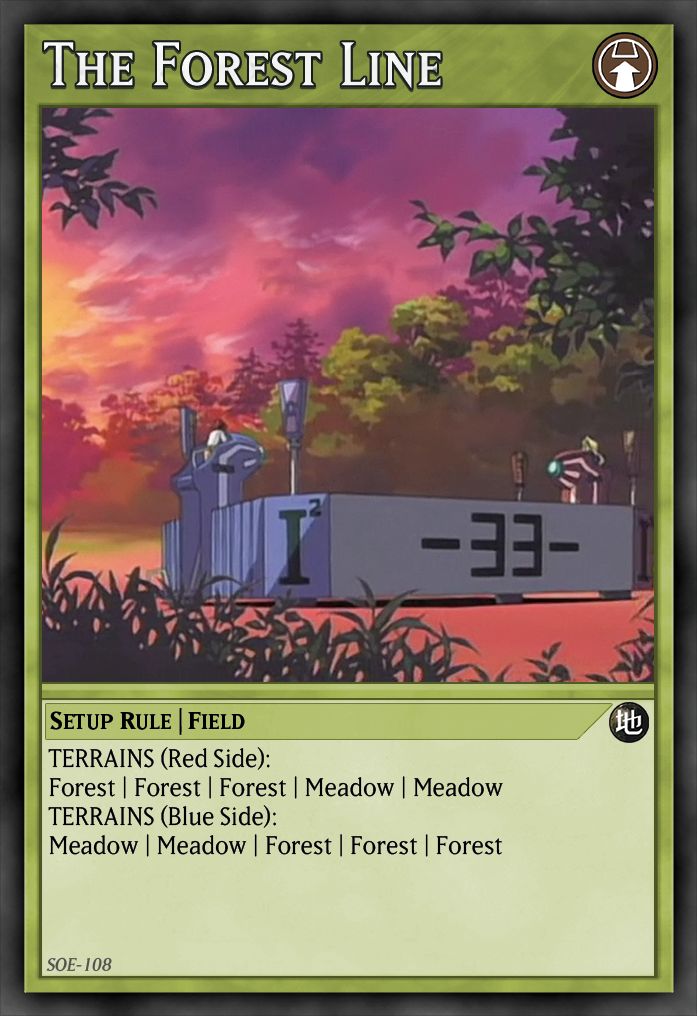 The Forest Line
I²
-33-
Setup Rule | Field
TERRAINS (Red Side):
Forest | Forest | Forest | Meadow | Meadow
TERRAINS (Blue Side):
Meadow | Meadow | Forest | Forest | Forest
SOE-108